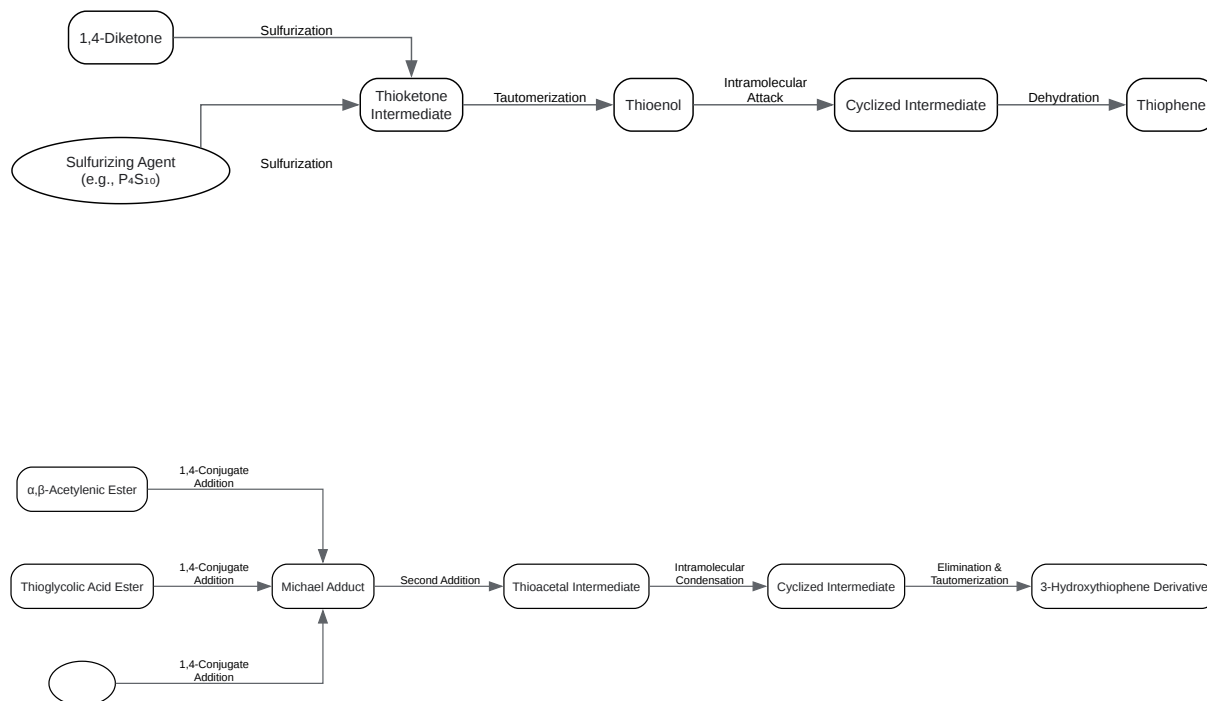 1,4-Diketone
Sulfurization
Thioketone
Intermediate
Tautomerization
Thioenol
Intramolecular
Attack
Cyclized Intermediate
Dehydration
Thiophene
Sulfurizing Agent
(e.g., P₄S₁₀)
Sulfurization
α,β-Acetylenic Ester
1,4-Conjugate
Addition
Thioglycolic Acid Ester
1,4-Conjugate
Addition
Michael Adduct
Second Addition
Thioacetal Intermediate
Intramolecular
Condensation
Cyclized Intermediate
Elimination &
Tautomerization
3-Hydroxythiophene Derivative
1,4-Conjugate
Addition